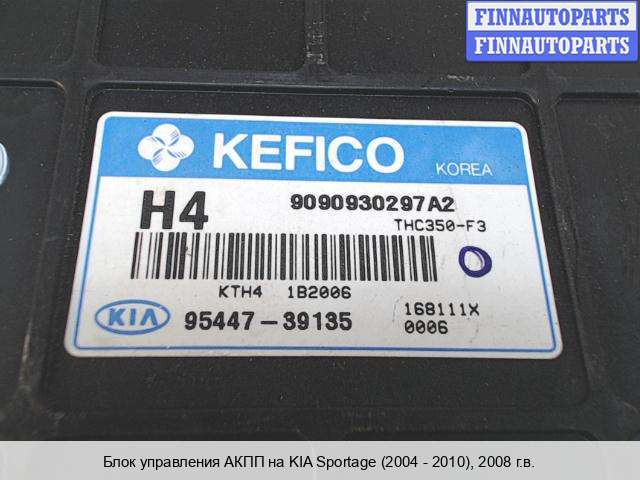 FINNAUTOPARTS
FINNAUTOPARTS
KEFICO KOREA
H4 9090930297A2
THC350-F3
KTH4 1B2006
KIA 95447-39135
168111X
0006
Блок управления АКПП на KIA Sportage (2004 - 2010), 2008 г.в.